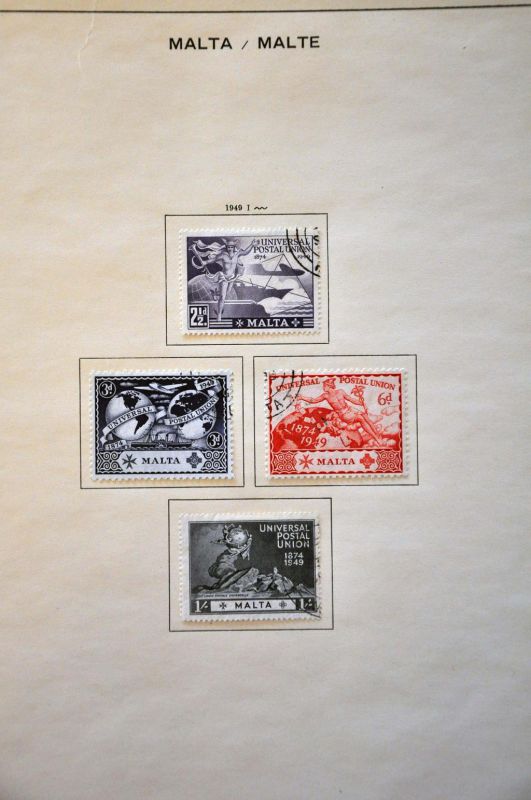 MALTA / MALTE
1949 I ~~
UNIVERSAL
POSTAL UNION
1874
2½d.
MALTA
3d
UNIVERSAL POSTAL UNION
1874
3d
MALTA
UNIVERSAL POSTAL UNION
6d
1874
1949
MALTA
UNIVERSAL
POSTAL
UNION
1874
1949
1/- MALTA 1/-